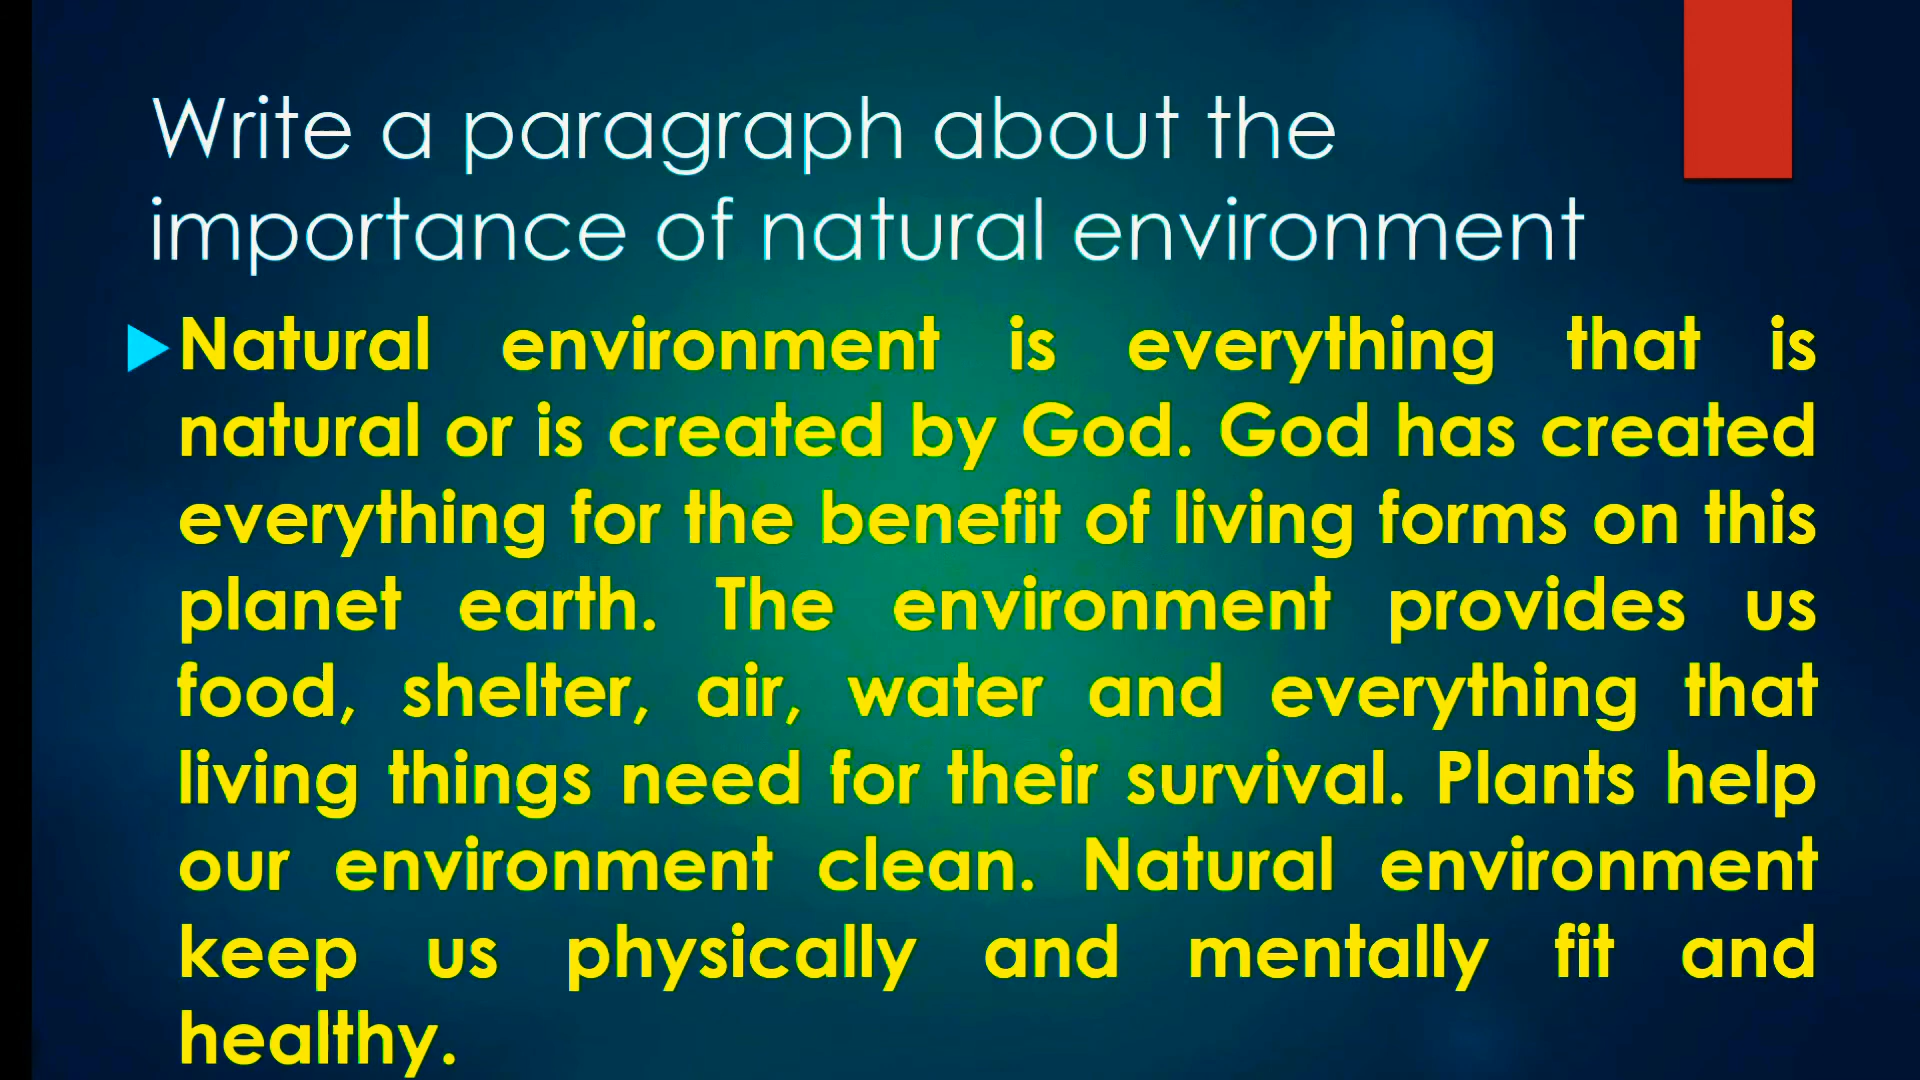 Write a paragraph about the
importance of natural environment
Natural environment is everything that is
natural or is created by God. God has created
everything for the benefit of living forms on this
planet earth. The environment provides us
food, shelter, air, water and everything that
living things need for their survival. Plants help
our environment clean. Natural environment
keep us physically and mentally fit and
healthy.